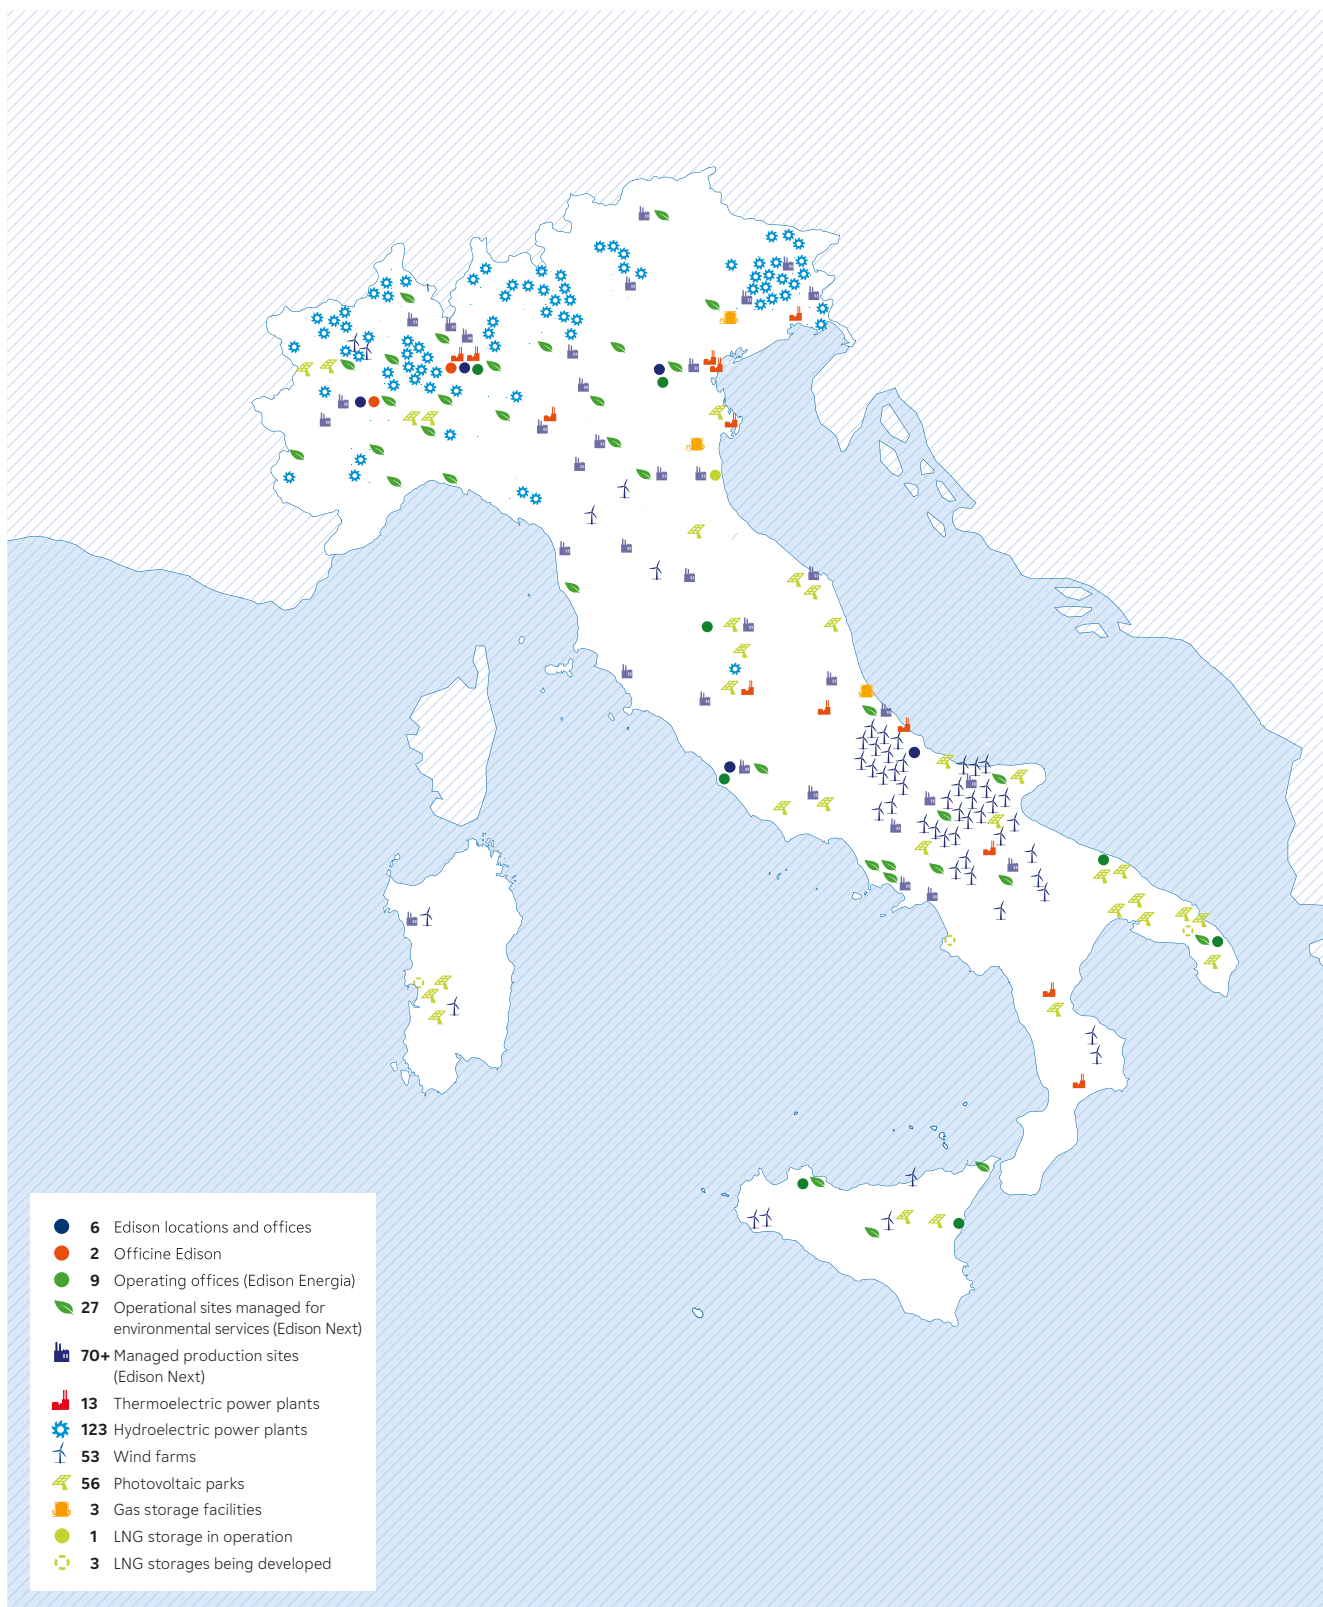 6 Edison locations and offices
2 Officine Edison
9 Operating offices (Edison Energia)
27 Operational sites managed for
environmental services (Edison Next)
70+ Managed production sites
(Edison Next)
13 Thermoelectric power plants
123 Hydroelectric power plants
53 Wind farms
56 Photovoltaic parks
3 Gas storage facilities
1 LNG storage in operation
3 LNG storages being developed